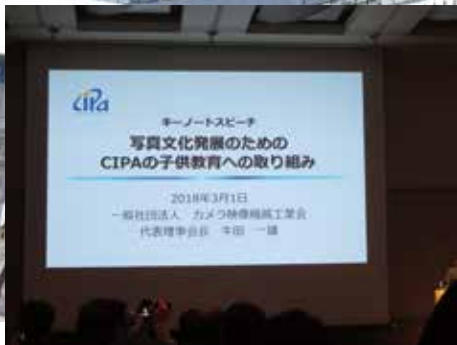 cipa
キーノートスピーチ
写真文化発展のための
CIPAの子供教育への取り組み
2018年3月1日
一般社団法人 カメラ映像機器工業会
代表理事会長 牛田 一雄